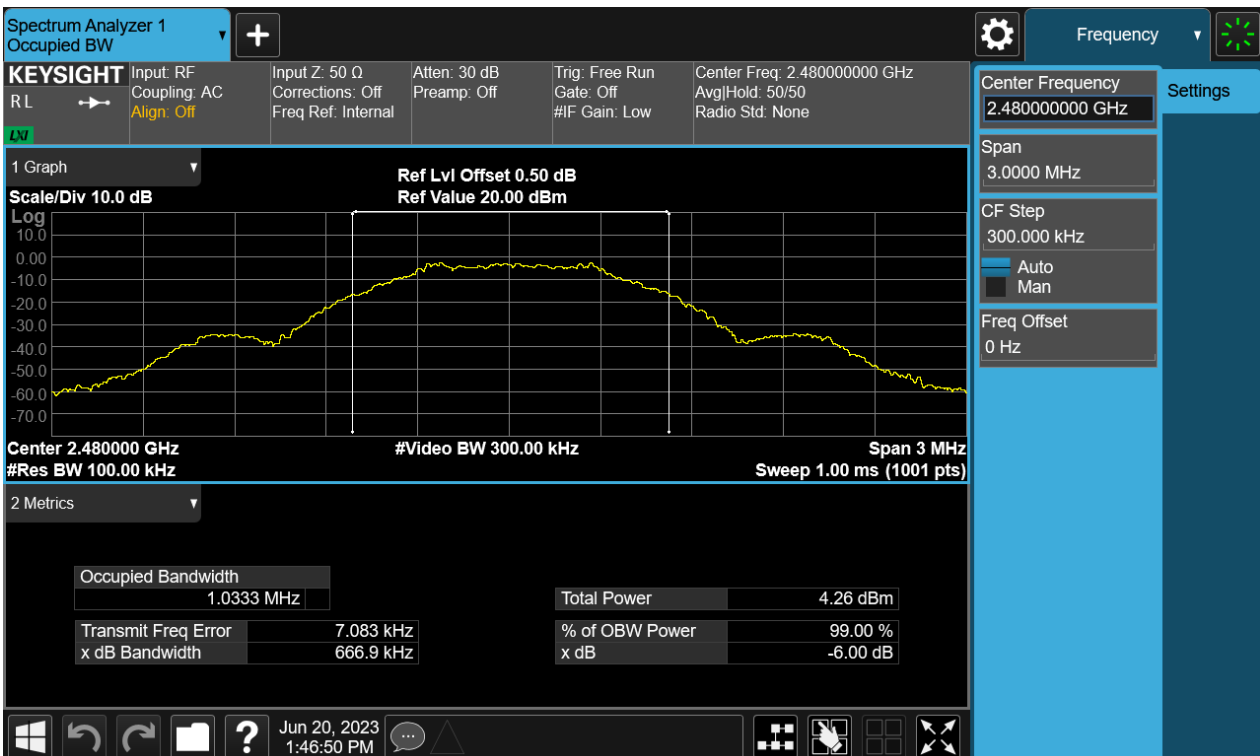 Spectrum Analyzer 1
Occupied BW
Frequency
KEYSIGHT
R L
LXI
Input: RF
Coupling: AC
Align: Off
Input Z: 50 Ω
Corrections: Off
Freq Ref: Internal
Atten: 30 dB
Preamp: Off
Trig: Free Run
Gate: Off
#IF Gain: Low
Center Freq: 2.480000000 GHz
Avg|Hold: 50/50
Radio Std: None
Center Frequency
2.480000000 GHz
Settings
Span
3.0000 MHz
CF Step
300.000 kHz
Auto
Man
Freq Offset
0 Hz
1 Graph
Scale/Div 10.0 dB
Ref Lvl Offset 0.50 dB
Ref Value 20.00 dBm
Log
10.0
0.00
-10.0
-20.0
-30.0
-40.0
-50.0
-60.0
-70.0
Center 2.480000 GHz
#Video BW 300.00 kHz
Span 3 MHz
#Res BW 100.00 kHz
Sweep 1.00 ms (1001 pts)
2 Metrics
Occupied Bandwidth
1.0333 MHz
Total Power 4.26 dBm
Transmit Freq Error 7.083 kHz
% of OBW Power 99.00 %
x dB Bandwidth 666.9 kHz
x dB -6.00 dB
?
Jun 20, 2023
1:46:50 PM